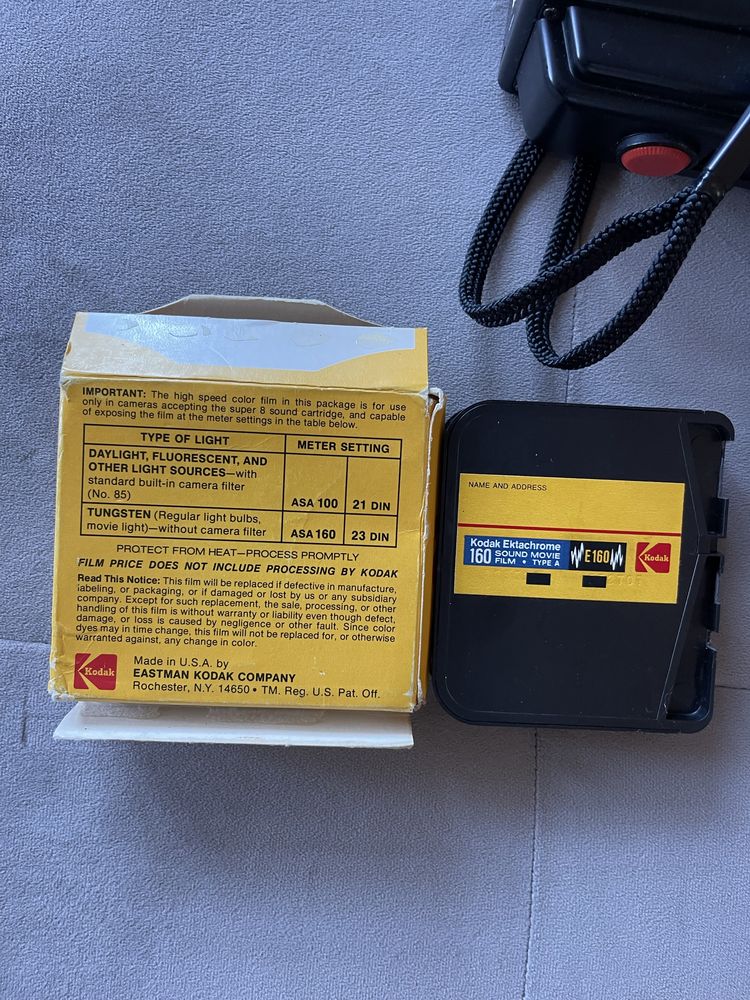 IMPORTANT: The high speed color film in this package is for use
only in cameras accepting the super 8 sound cartridge, and capable
of exposing the film at the meter settings in the table below.
TYPE OF LIGHT METER SETTING
DAYLIGHT, FLUORESCENT, AND
OTHER LIGHT SOURCES—with
standard built-in camera filter
(No. 85) ASA 100 21 DIN
TUNGSTEN (Regular light bulbs,
movie light)—without camera filter ASA 160 23 DIN
PROTECT FROM HEAT—PROCESS PROMPTLY
FILM PRICE DOES NOT INCLUDE PROCESSING BY KODAK
Read This Notice: This film will be replaced if defective in manufacture,
labeling, or packaging, or if damaged or lost by us or any subsidiary
company. Except for such replacement, the sale, processing, or other
handling of this film is without warranty or liability even though defect,
damage, or loss is caused by negligence or other fault. Since color
dyes may in time change, this film will not be replaced for, or otherwise
warranted against, any change in color.
Kodak
Made in U.S.A. by
EASTMAN KODAK COMPANY
Rochester, N.Y. 14650 • TM. Reg. U.S. Pat. Off.
NAME AND ADDRESS
Kodak Ektachrome
160 SOUND MOVIE
FILM • TYPE A
E160
Kodak